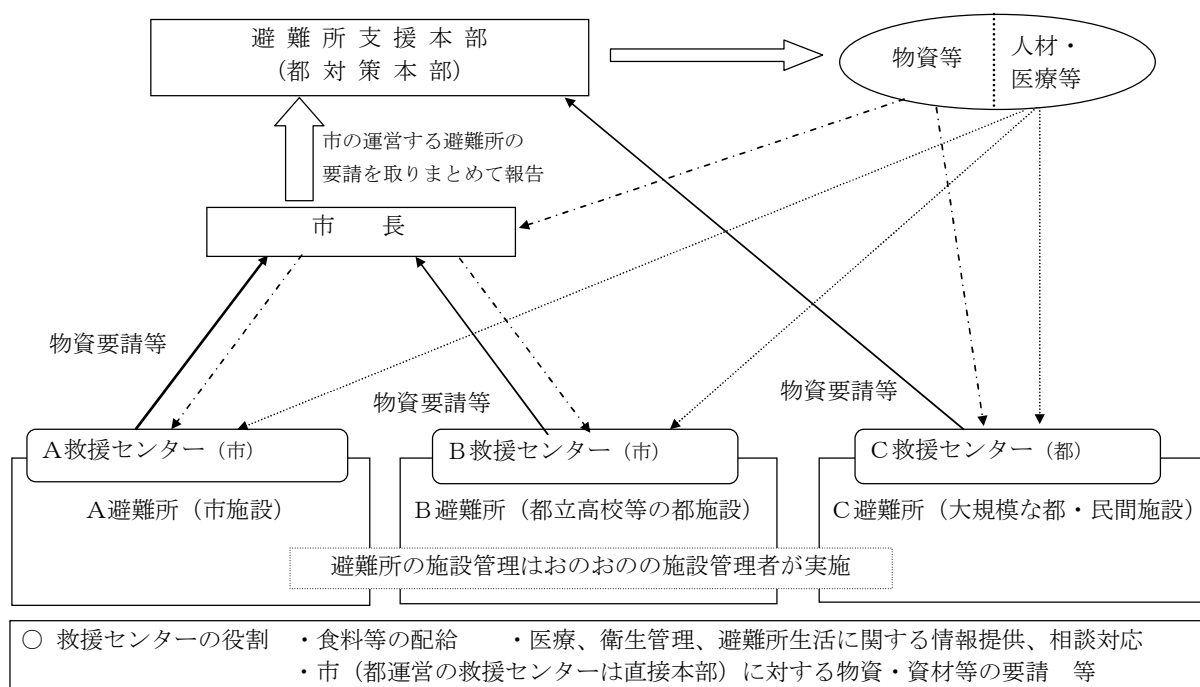 避難所支援本部
（都対策本部）
物資等
人材・
医療等
市の運営する避難所の
要請を取りまとめて報告
市　　長
物資要請等
物資要請等
物資要請等
A救援センター（市）
B救援センター（市）
C救援センター（都）
A避難所（市施設）
B避難所（都立高校等の都施設）
C避難所（大規模な都・民間施設）
避難所の施設管理はおのおのの施設管理者が実施
○ 救援センターの役割　・食料等の配給　　・医療、衛生管理、避難所生活に関する情報提供、相談対応
・市（都運営の救援センターは直接本部）に対する物資・資材等の要請　等